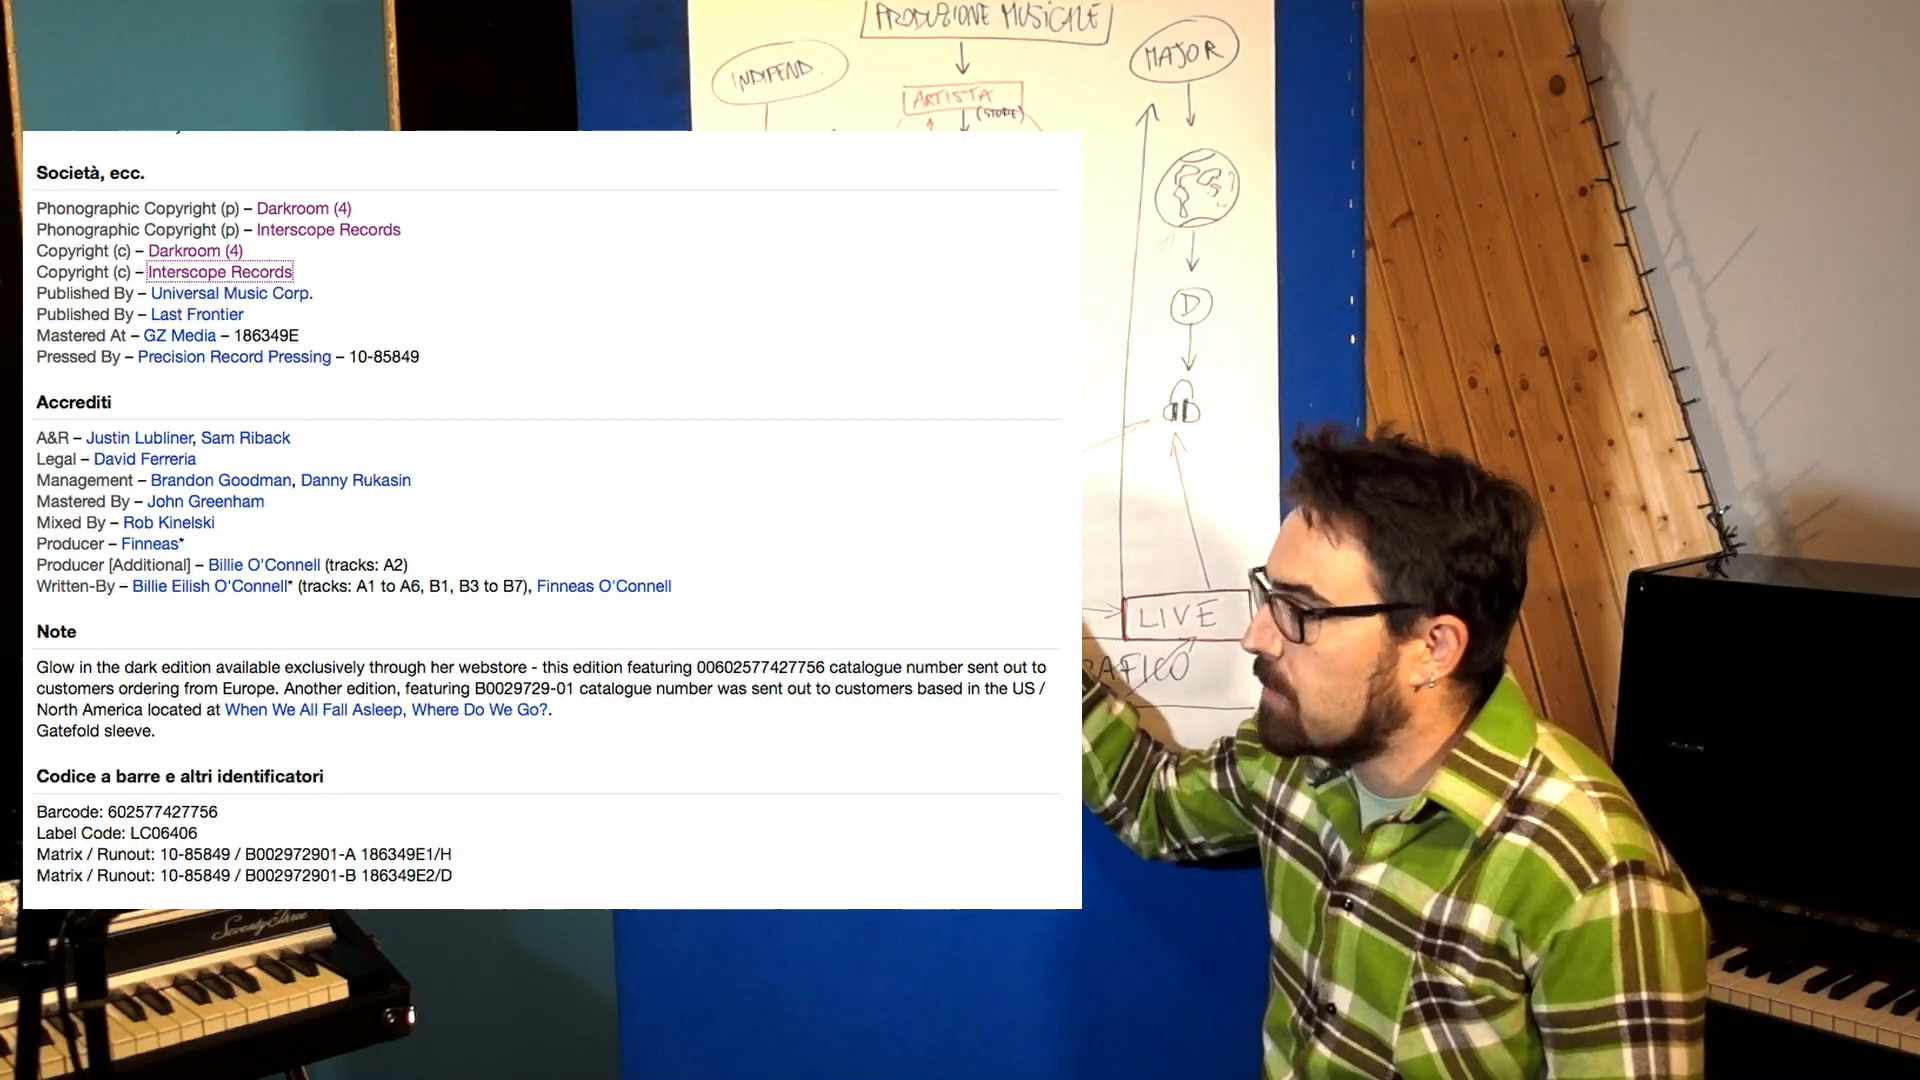 PRODUZIONE MUSICALE
INDIPEND.
MAJOR
ARTISTA
(STORIE)
Società, ecc.
Phonographic Copyright (p) – Darkroom (4)
Phonographic Copyright (p) – Interscope Records
Copyright (c) – Darkroom (4)
Copyright (c) – Interscope Records
Published By – Universal Music Corp.
Published By – Last Frontier
Mastered At – GZ Media – 186349E
Pressed By – Precision Record Pressing – 10-85849
Accrediti
A&R – Justin Lubliner, Sam Riback
Legal – David Ferreria
Management – Brandon Goodman, Danny Rukasin
Mastered By – John Greenham
Mixed By – Rob Kinelski
Producer – Finneas*
Producer [Additional] – Billie O'Connell (tracks: A2)
Written-By – Billie Eilish O'Connell* (tracks: A1 to A6, B1, B3 to B7), Finneas O'Connell
Note
Glow in the dark edition available exclusively through her webstore - this edition featuring 00602577427756 catalogue number sent out to
customers ordering from Europe. Another edition, featuring B0029729-01 catalogue number was sent out to customers based in the US /
North America located at When We All Fall Asleep, Where Do We Go?.
Gatefold sleeve.
Codice a barre e altri identificatori
Barcode: 602577427756
Label Code: LC06406
Matrix / Runout: 10-85849 / B002972901-A 186349E1/H
Matrix / Runout: 10-85849 / B002972901-B 186349E2/D
D
LIVE
AFICO
Seventy Three